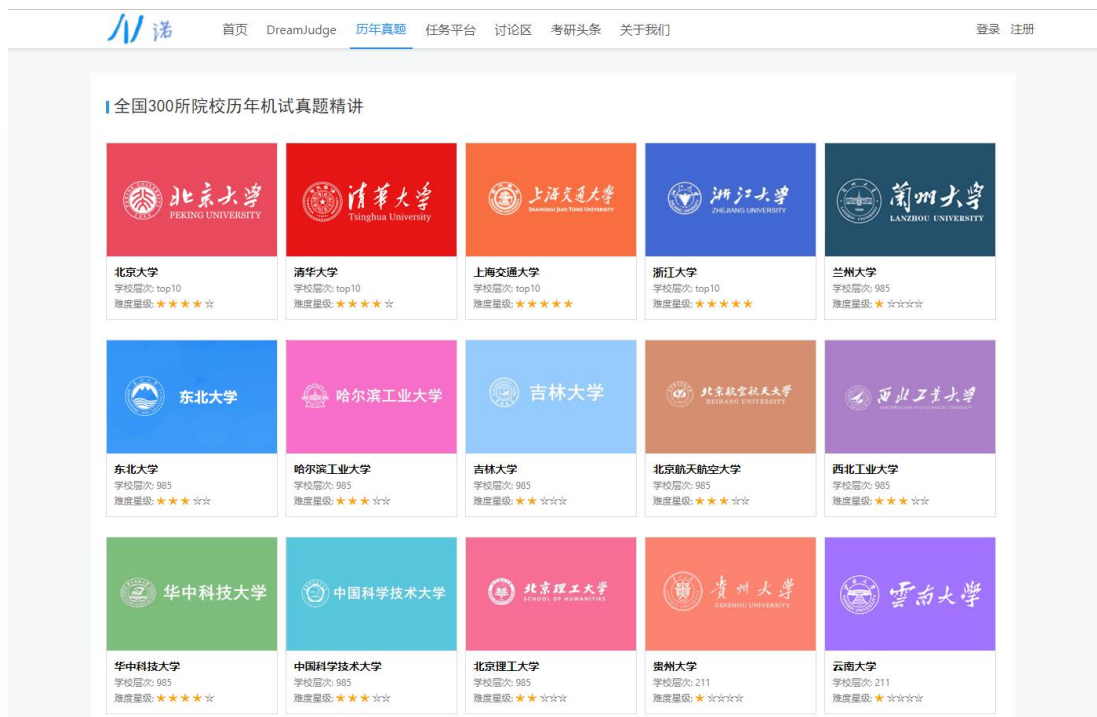 N 诺 首页 DreamJudge 历年真题 任务平台 讨论区 考研头条 关于我们 登录 注册
全国300所院校历年机试真题精讲
北京大学 清华大学 上海交通大学 浙江大学 蘭州大学
PEKING UNIVERSITY Tsinghua University SHANGHAI JIAO TONG UNIVERSITY ZHEJIANG UNIVERSITY LANZHOU UNIVERSITY
北京大学 清华大学 上海交通大学 浙江大学 兰州大学
学校层次: top10 学校层次: top10 学校层次: top10 学校层次: top10 学校层次: 985
难度星级: ★★★★☆ 难度星级: ★★★★☆ 难度星级: ★★★★★ 难度星级: ★★★★★ 难度星级: ★☆☆☆☆
东北大学 哈尔滨工业大学 吉林大学 北京航空航天大学 西北工业大学
BEIHANG UNIVERSITY NORTHWESTERN POLYTECHNICAL UNIVERSITY
东北大学 哈尔滨工业大学 吉林大学 北京航天航空大学 西北工业大学
学校层次: 985 学校层次: 985 学校层次: 985 学校层次: 985 学校层次: 985
难度星级: ★★★☆☆ 难度星级: ★★★☆☆ 难度星级: ★★☆☆☆ 难度星级: ★★★☆☆ 难度星级: ★★★☆☆
华中科技大学 中国科学技术大学 北京理工大学 貴州大学 雲南大学
SCHOOL OF HUMANITIES GUIZHOU UNIVERSITY
华中科技大学 中国科学技术大学 北京理工大学 贵州大学 云南大学
学校层次: 985 学校层次: 985 学校层次: 985 学校层次: 211 学校层次: 211
难度星级: ★★★★☆ 难度星级: ★★★☆☆ 难度星级: ★★☆☆☆ 难度星级: ★☆☆☆☆ 难度星级: ★☆☆☆☆